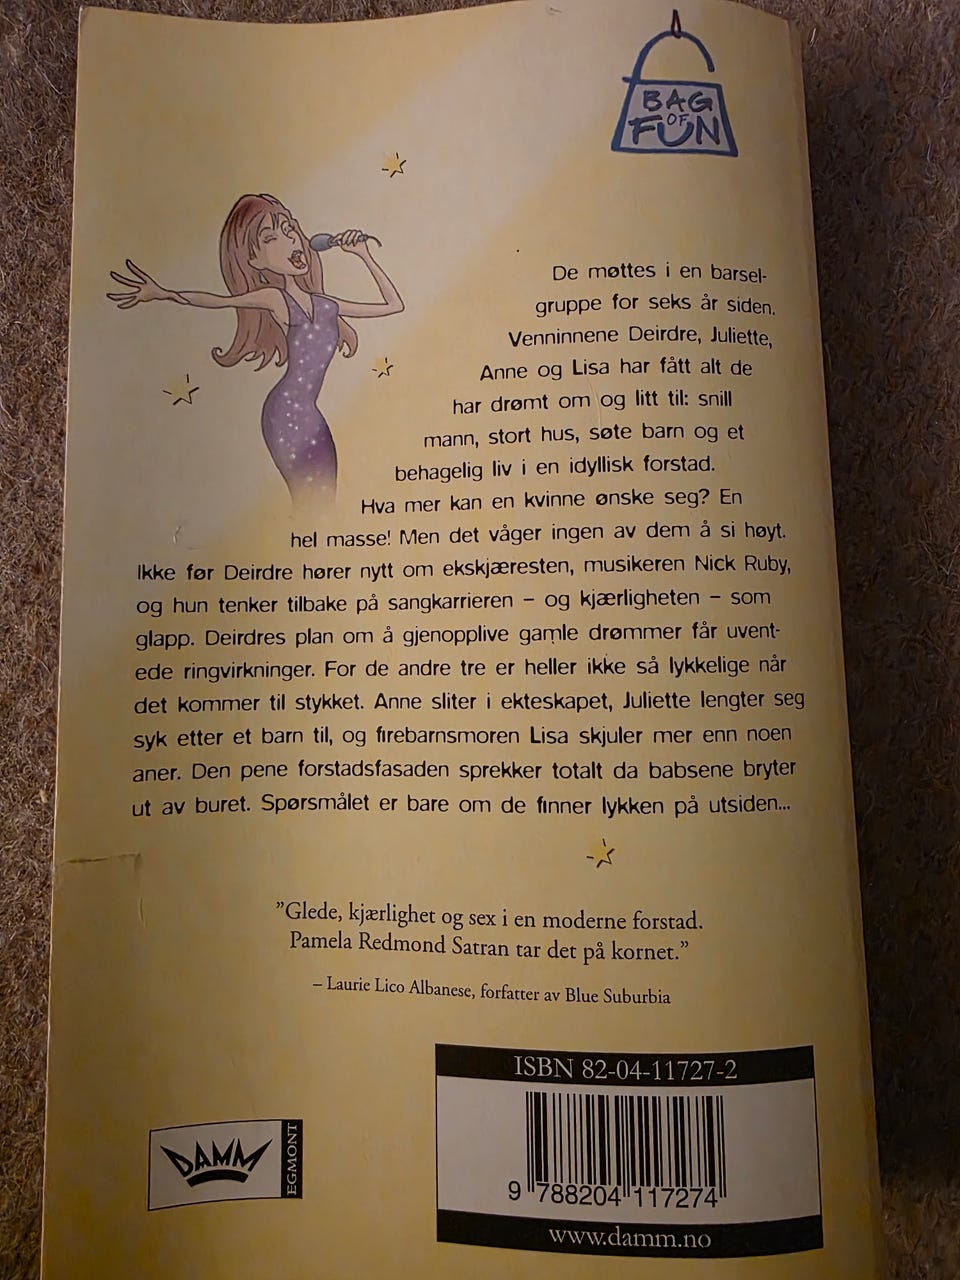 BAG
OF
FUN
De møttes i en barsel-
gruppe for seks år siden.
Venninnene Deirdre, Juliette,
Anne og Lisa har fått alt de
har drømt om og litt til: snill
mann, stort hus, søte barn og et
behagelig liv i en idyllisk forstad.
Hva mer kan en kvinne ønske seg? En
hel masse! Men det våger ingen av dem å si høyt.
Ikke før Deirdre hører nytt om ekskjæresten, musikeren Nick Ruby,
og hun tenker tilbake på sangkarrieren – og kjærligheten – som
glapp. Deirdres plan om å gjenopplive gamle drømmer får uvent-
ede ringvirkninger. For de andre tre er heller ikke så lykkelige når
det kommer til stykket. Anne sliter i ekteskapet, Juliette lengter seg
syk etter et barn til, og firebarnsmoren Lisa skjuler mer enn noen
aner. Den pene forstadsfasaden sprekker totalt da babsene bryter
ut av buret. Spørsmålet er bare om de finner lykken på utsiden...
”Glede, kjærlighet og sex i en moderne forstad.
Pamela Redmond Satran tar det på kornet.”
– Laurie Lico Albanese, forfatter av Blue Suburbia
ISBN 82-04-11727-2
9 788204 117274
www.damm.no
DAMM
EGMONT